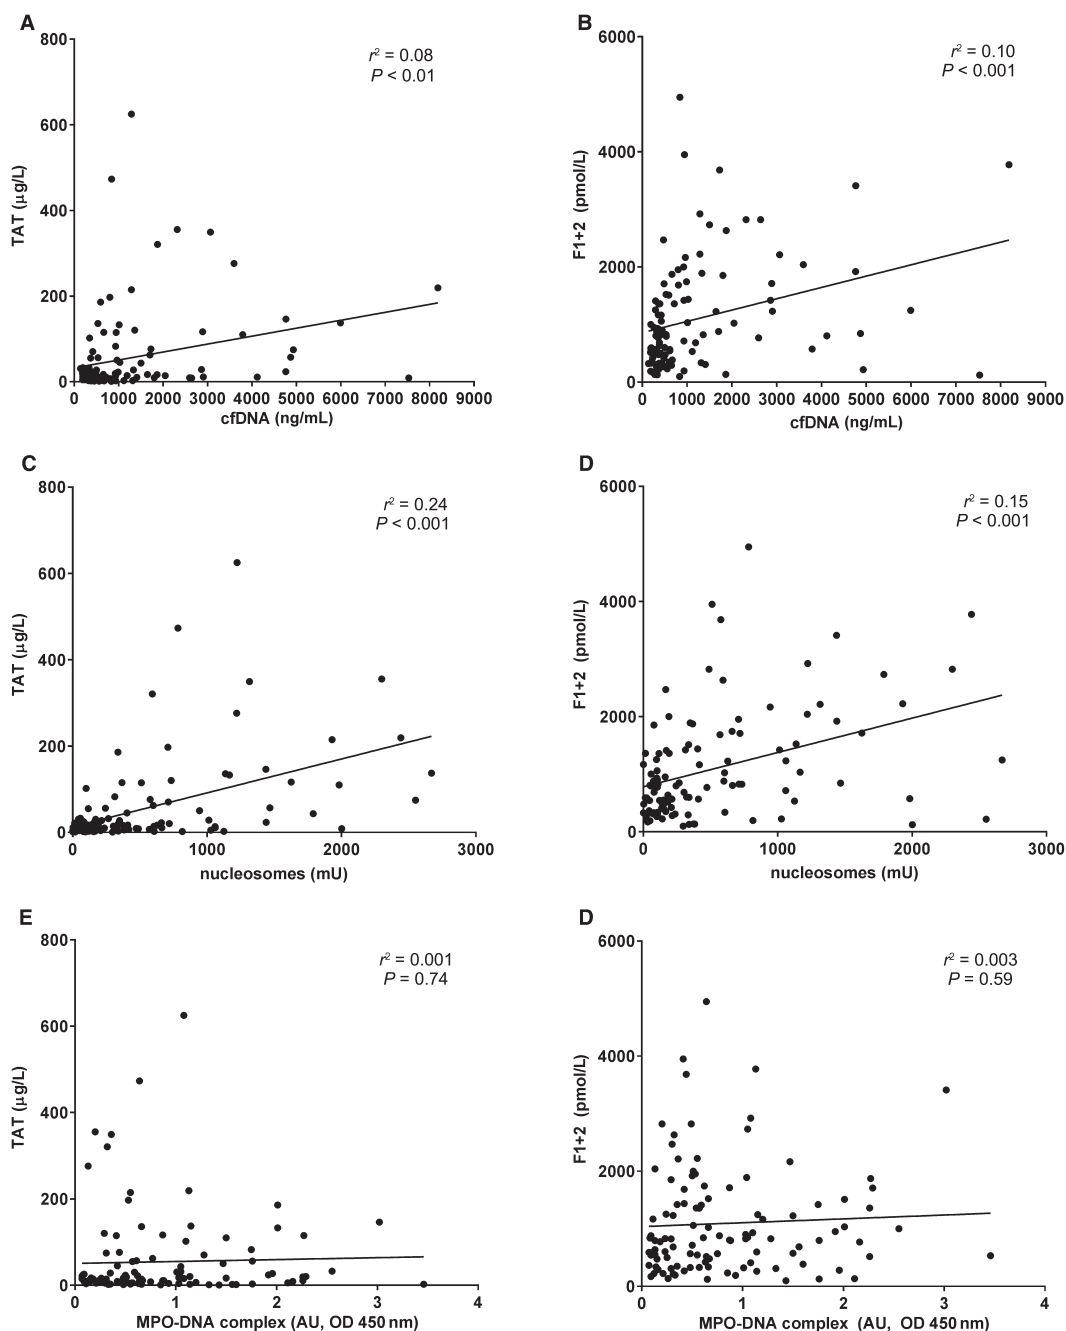 A
TAT (µg/L)
800
600
400
200
0
r² = 0.08
P < 0.01
0 1000 2000 3000 4000 5000 6000 7000 8000 9000
cfDNA (ng/mL)
B
F1+2 (pmol/L)
6000
4000
2000
0
r² = 0.10
P < 0.001
0 1000 2000 3000 4000 5000 6000 7000 8000 9000
cfDNA (ng/mL)
C
TAT (µg/L)
800
600
400
200
0
r² = 0.24
P < 0.001
0 1000 2000 3000
nucleosomes (mU)
D
F1+2 (pmol/L)
6000
4000
2000
0
r² = 0.15
P < 0.001
0 1000 2000 3000
nucleosomes (mU)
E
TAT (µg/L)
800
600
400
200
0
r² = 0.001
P = 0.74
0 1 2 3 4
MPO-DNA complex (AU, OD 450 nm)
D
F1+2 (pmol/L)
6000
4000
2000
0
r² = 0.003
P = 0.59
0 1 2 3 4
MPO-DNA complex (AU, OD 450 nm)